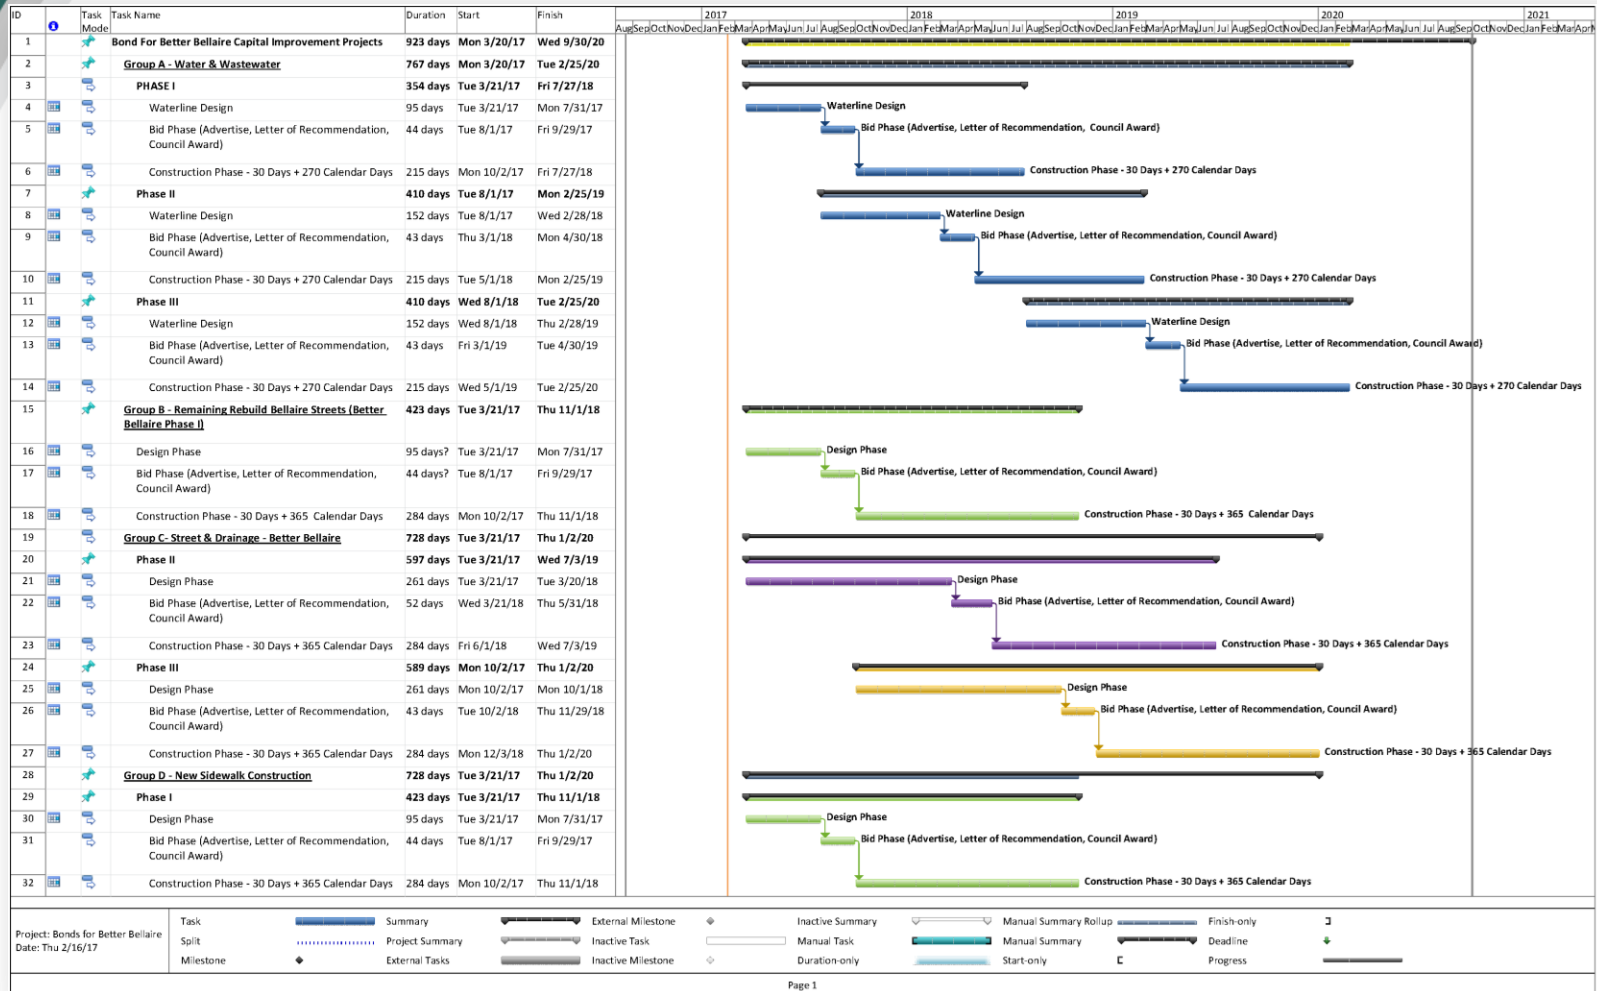 ID Task Mode Task Name Duration Start Finish
2017 2018 2019 2020 2021
Aug Sep Oct Nov Dec Jan Feb Mar Apr May Jun Jul Aug Sep Oct Nov Dec Jan Feb Mar Apr May Jun Jul Aug Sep Oct Nov Dec Jan Feb Mar Apr May Jun Jul Aug Sep Oct Nov Dec Jan Feb Mar Apr May Jun Jul Aug Sep Oct Nov Dec Jan Feb Mar Apr
1 Bond For Better Bellaire Capital Improvement Projects 923 days Mon 3/20/17 Wed 9/30/20
2 Group A - Water & Wastewater 767 days Mon 3/20/17 Tue 2/25/20
3 PHASE I 354 days Tue 3/21/17 Fri 7/27/18
4 Waterline Design 95 days Tue 3/21/17 Mon 7/31/17 Waterline Design
5 Bid Phase (Advertise, Letter of Recommendation, 44 days Tue 8/1/17 Fri 9/29/17 Bid Phase (Advertise, Letter of Recommendation, Council Award)
Council Award)
6 Construction Phase - 30 Days + 270 Calendar Days 215 days Mon 10/2/17 Fri 7/27/18 Construction Phase - 30 Days + 270 Calendar Days
7 Phase II 410 days Tue 8/1/17 Mon 2/25/19
8 Waterline Design 152 days Tue 8/1/17 Wed 2/28/18 Waterline Design
9 Bid Phase (Advertise, Letter of Recommendation, 43 days Thu 3/1/18 Mon 4/30/18 Bid Phase (Advertise, Letter of Recommendation, Council Award)
Council Award)
10 Construction Phase - 30 Days + 270 Calendar Days 215 days Tue 5/1/18 Mon 2/25/19 Construction Phase - 30 Days + 270 Calendar Days
11 Phase III 410 days Wed 8/1/18 Tue 2/25/20
12 Waterline Design 152 days Wed 8/1/18 Thu 2/28/19 Waterline Design
13 Bid Phase (Advertise, Letter of Recommendation, 43 days Fri 3/1/19 Tue 4/30/19 Bid Phase (Advertise, Letter of Recommendation, Council Award)
Council Award)
14 Construction Phase - 30 Days + 270 Calendar Days 215 days Wed 5/1/19 Tue 2/25/20 Construction Phase - 30 Days + 270 Calendar Days
15 Group B - Remaining Rebuild Bellaire Streets (Better 423 days Tue 3/21/17 Thu 11/1/18
Bellaire Phase I)
16 Design Phase 95 days? Tue 3/21/17 Mon 7/31/17 Design Phase
17 Bid Phase (Advertise, Letter of Recommendation, 44 days? Tue 8/1/17 Fri 9/29/17 Bid Phase (Advertise, Letter of Recommendation, Council Award)
Council Award)
18 Construction Phase - 30 Days + 365 Calendar Days 284 days Mon 10/2/17 Thu 11/1/18 Construction Phase - 30 Days + 365 Calendar Days
19 Group C- Street & Drainage - Better Bellaire 728 days Tue 3/21/17 Thu 1/2/20
20 Phase II 597 days Tue 3/21/17 Wed 7/3/19
21 Design Phase 261 days Tue 3/21/17 Tue 3/20/18 Design Phase
22 Bid Phase (Advertise, Letter of Recommendation, 52 days Wed 3/21/18 Thu 5/31/18 Bid Phase (Advertise, Letter of Recommendation, Council Award)
Council Award)
23 Construction Phase - 30 Days + 365 Calendar Days 284 days Fri 6/1/18 Wed 7/3/19 Construction Phase - 30 Days + 365 Calendar Days
24 Phase III 589 days Mon 10/2/17 Thu 1/2/20
25 Design Phase 261 days Mon 10/2/17 Mon 10/1/18 Design Phase
26 Bid Phase (Advertise, Letter of Recommendation, 43 days Tue 10/2/18 Thu 11/29/18 Bid Phase (Advertise, Letter of Recommendation, Council Award)
Council Award)
27 Construction Phase - 30 Days + 365 Calendar Days 284 days Mon 12/3/18 Thu 1/2/20 Construction Phase - 30 Days + 365 Calendar Days
28 Group D - New Sidewalk Construction 728 days Tue 3/21/17 Thu 1/2/20
29 Phase I 423 days Tue 3/21/17 Thu 11/1/18
30 Design Phase 95 days Tue 3/21/17 Mon 7/31/17 Design Phase
31 Bid Phase (Advertise, Letter of Recommendation, 44 days Tue 8/1/17 Fri 9/29/17 Bid Phase (Advertise, Letter of Recommendation, Council Award)
Council Award)
32 Construction Phase - 30 Days + 365 Calendar Days 284 days Mon 10/2/17 Thu 11/1/18 Construction Phase - 30 Days + 365 Calendar Days
Project: Bonds for Better Bellaire
Date: Thu 2/16/17
Task Summary External Milestone Inactive Summary Manual Summary Rollup Finish-only
Split Project Summary Inactive Task Manual Task Manual Summary Deadline
Milestone External Tasks Inactive Milestone Duration-only Start-only Progress
Page 1